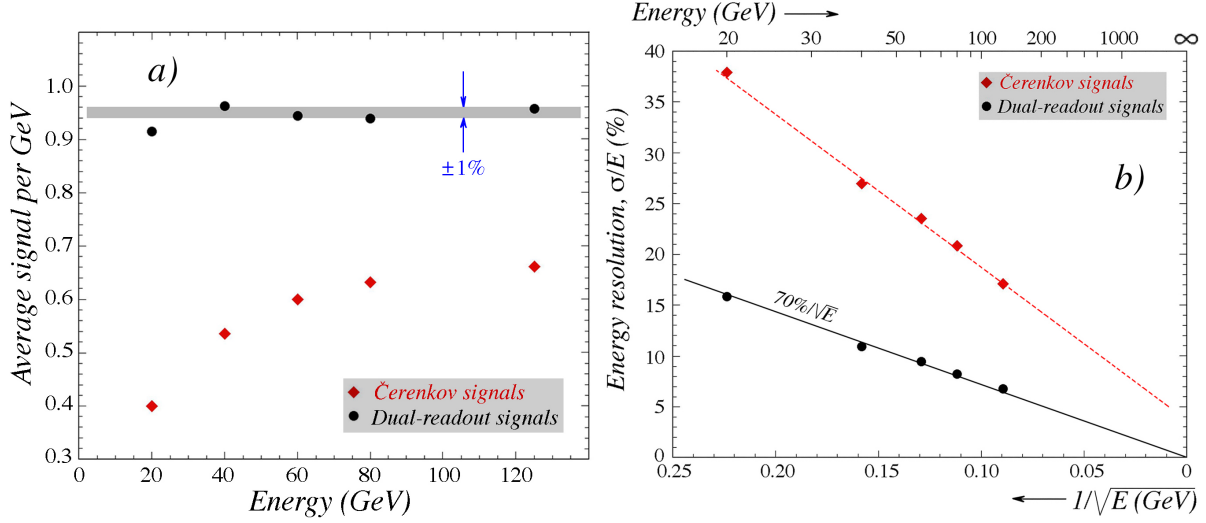 a)
Average signal per GeV
1.0
0.9
0.8
0.7
0.6
0.5
0.4
0.3
±1%
Čerenkov signals
Dual-readout signals
0 20 40 60 80 100 120
Energy (GeV)
Energy (GeV)
20 30 40 50 100 200 1000 ∞
b)
Energy resolution, σ/E (%)
40
35
30
25
20
15
10
5
0
Čerenkov signals
Dual-readout signals
70%/√E
0.25 0.20 0.15 0.10 0.05 0
1/√E (GeV)